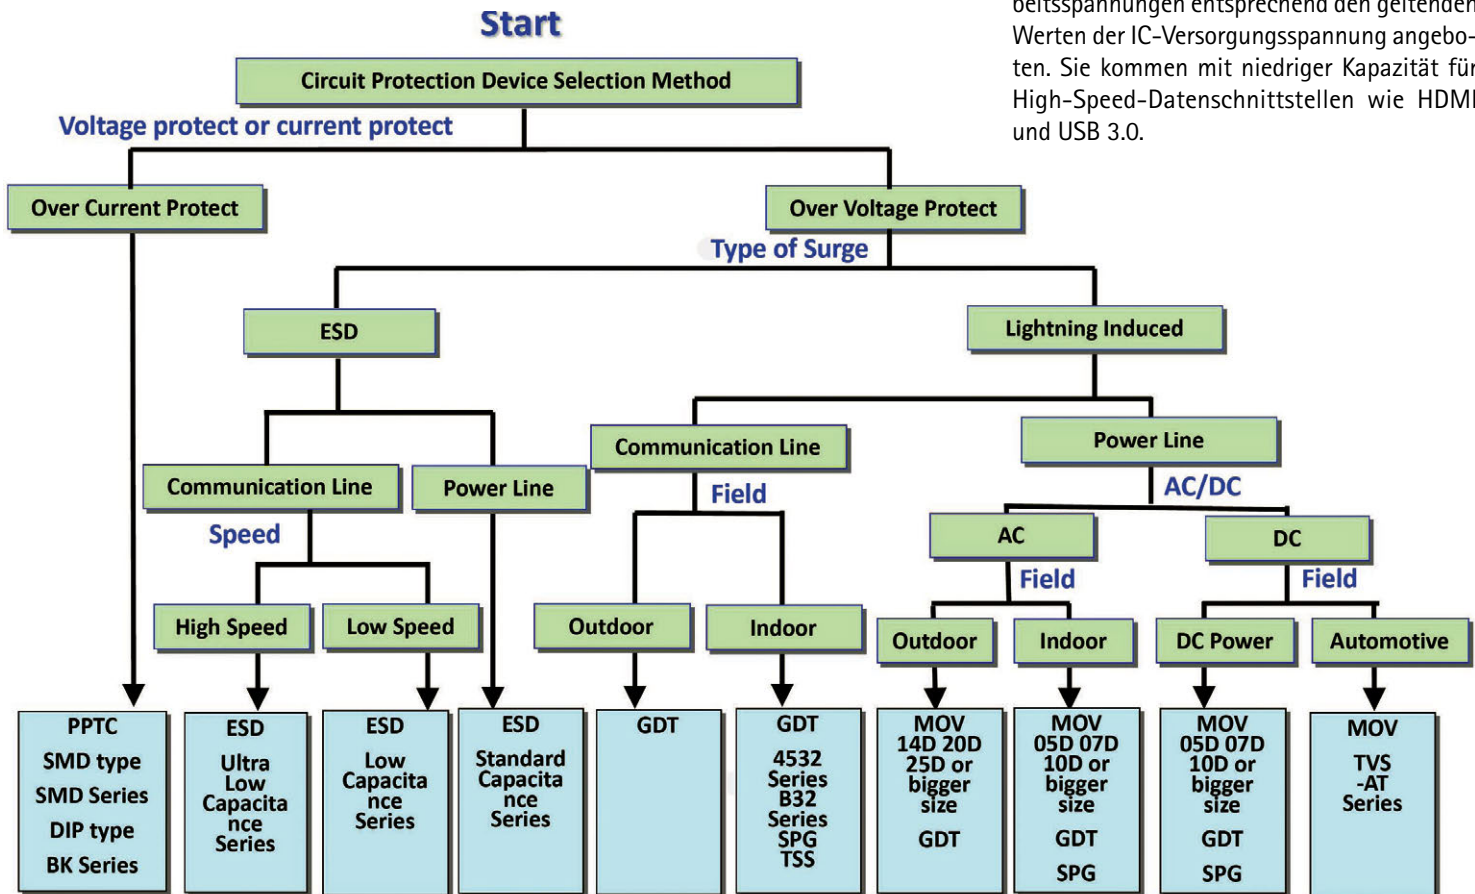 Start
beitsspannungen entsprechend den geltenden
Werten der IC-Versorgungsspannung angebo-
ten. Sie kommen mit niedriger Kapazität für
High-Speed-Datenschnittstellen wie HDMI
und USB 3.0.
Circuit Protection Device Selection Method
Voltage protect or current protect
Over Current Protect
Over Voltage Protect
Type of Surge
ESD
Lightning Induced
Communication Line
Power Line
Communication Line
Power Line
Speed
Field
AC/DC
AC
DC
Field
Field
High Speed
Low Speed
Outdoor
Indoor
Outdoor
Indoor
DC Power
Automotive
PPTC
SMD type
SMD Series
DIP type
BK Series
ESD
Ultra
Low
Capacita
nce
Series
ESD
Low
Capacita
nce
Series
ESD
Standard
Capacita
nce
Series
GDT
GDT
4532
Series
B32
Series
SPG
TSS
MOV
14D 20D
25D or
bigger
size
GDT
MOV
05D 07D
10D or
bigger
size
GDT
SPG
MOV
05D 07D
10D or
bigger
size
GDT
SPG
MOV
TVS
-AT
Series